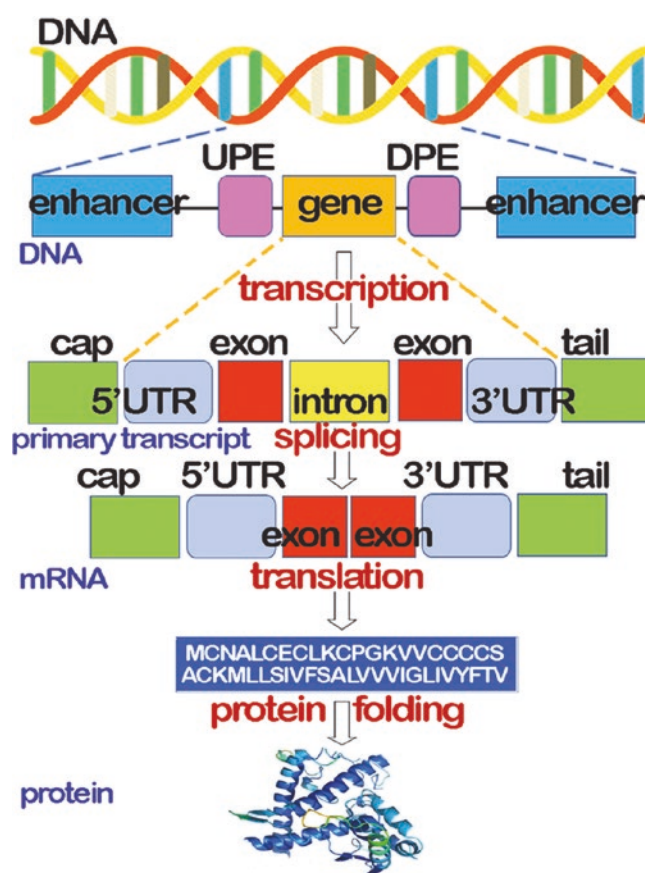 DNA
UPE DPE
enhancer gene enhancer
DNA
transcription
cap exon exon tail
5'UTR intron 3'UTR
primary transcript splicing
cap 5'UTR 3'UTR tail
exon exon
mRNA translation
MCNALCECLKCPGKVVCCCCS
ACKMLLSIVFSALVVVIGLIVYFTV
protein folding
protein